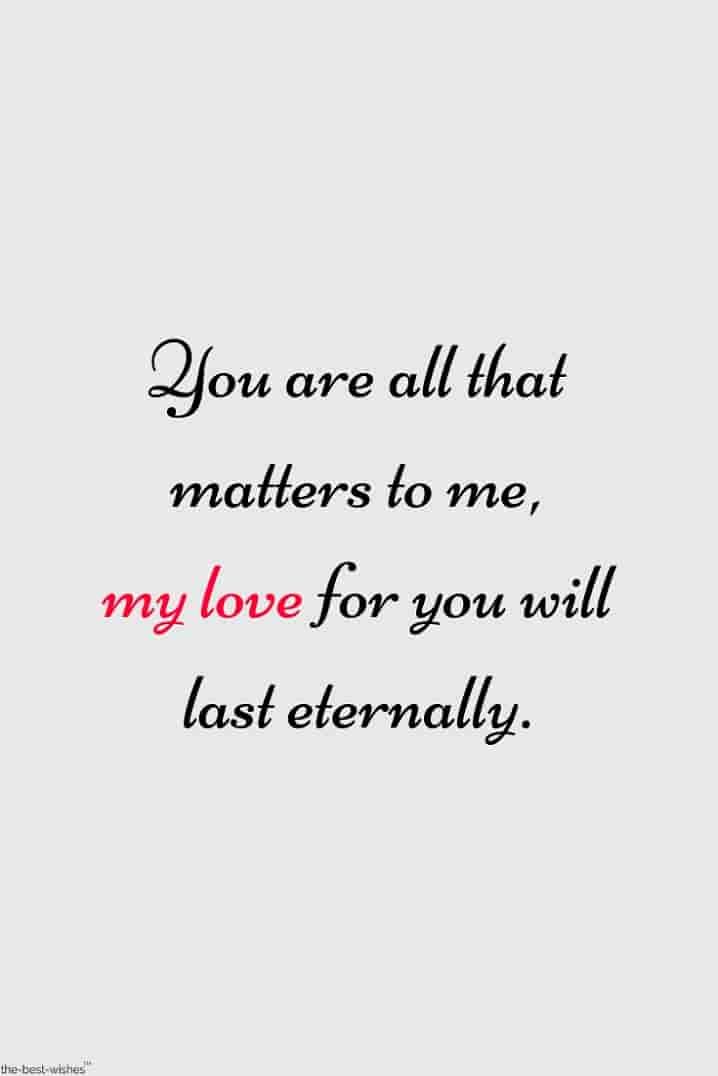 You are all that
matters to me,
my love for you will
last eternally.
the-best-wishes™